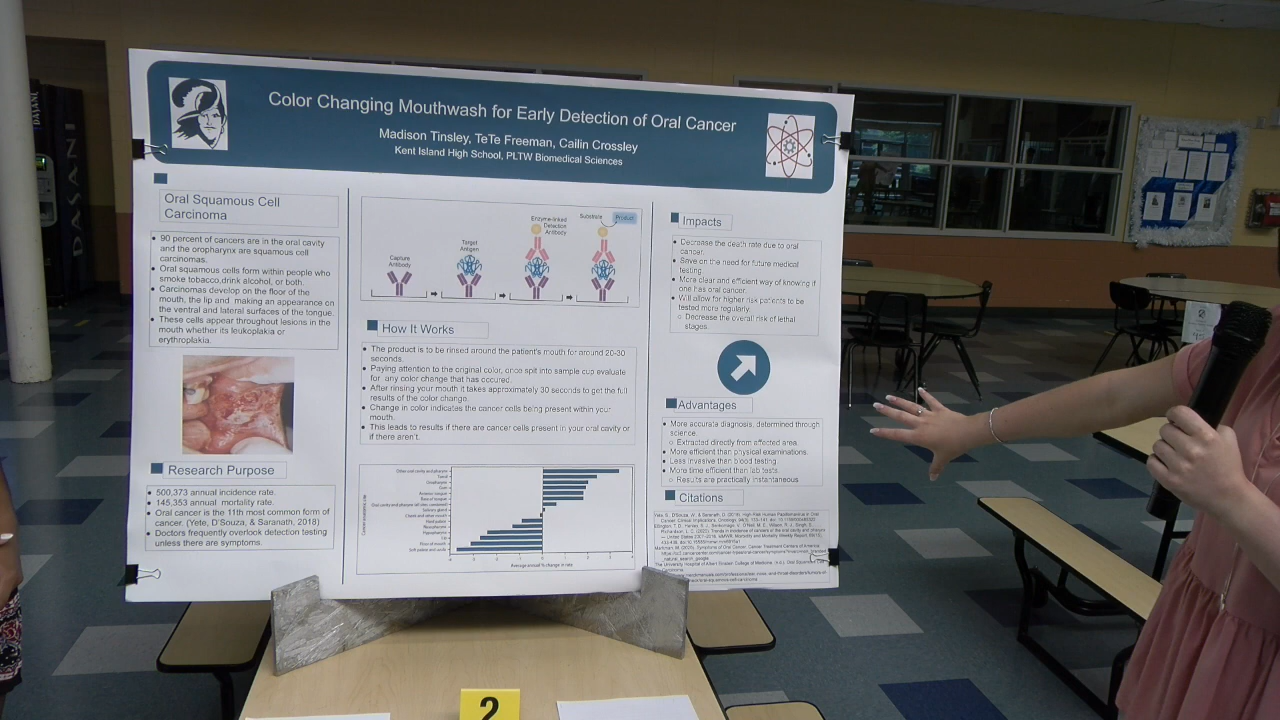 DASANI
DASANI
Color Changing Mouthwash for Early Detection of Oral Cancer
Madison Tinsley, TeTe Freeman, Cailin Crossley
Kent Island High School, PLTW Biomedical Sciences
Oral Squamous Cell
Carcinoma
90 percent of cancers are in the oral cavity
and the oropharynx are squamous cell
carcinomas.
Oral squamous cells form within people who
smoke tobacco,drink alcohol, or both.
Carcinomas develop on the floor of the
mouth, the lip and making an appearance on
the ventral and lateral surfaces of the tongue.
These cells appear throughout lesions in the
mouth whether its leukoplakia or
erythroplakia.
Research Purpose
500,373 annual incidence rate.
145,353 annual mortality rate.
Oral cancer is the 11th most common form of
cancer. (Yete, D'Souza, & Saranath, 2018)
Doctors frequently overlook detection testing
unless there are symptoms.
Capture
Antibody
Target
Antigen
Enzyme-linked
Detection
Antibody
Substrate
Product
How It Works
The product is to be rinsed around the patient's mouth for around 20-30
seconds.
Paying attention to the original color, once spit into sample cup evaluate
for any color change that has occured.
After rinsing your mouth it takes approximately 30 seconds to get the full
results of the color change.
Change in color indicates the cancer cells being present within your
mouth.
This leads to results if there are cancer cells present in your oral cavity or
if there aren't.
Average annual % change in rate
Impacts
Decrease the death rate due to oral
cancer.
Save on the need for future medical
testing.
More clear and efficient way of knowing if
one has oral cancer.
Will allow for higher risk patients to be
tested more regularly.
Decrease the overall risk of lethal
stages.
Advantages
More accurate diagnosis, determined through
science.
Extracted directly from affected area.
More efficient than physical examinations.
Less invasive than blood testing.
More time efficient than lab tests.
Results are practically instantaneous
Citations
2